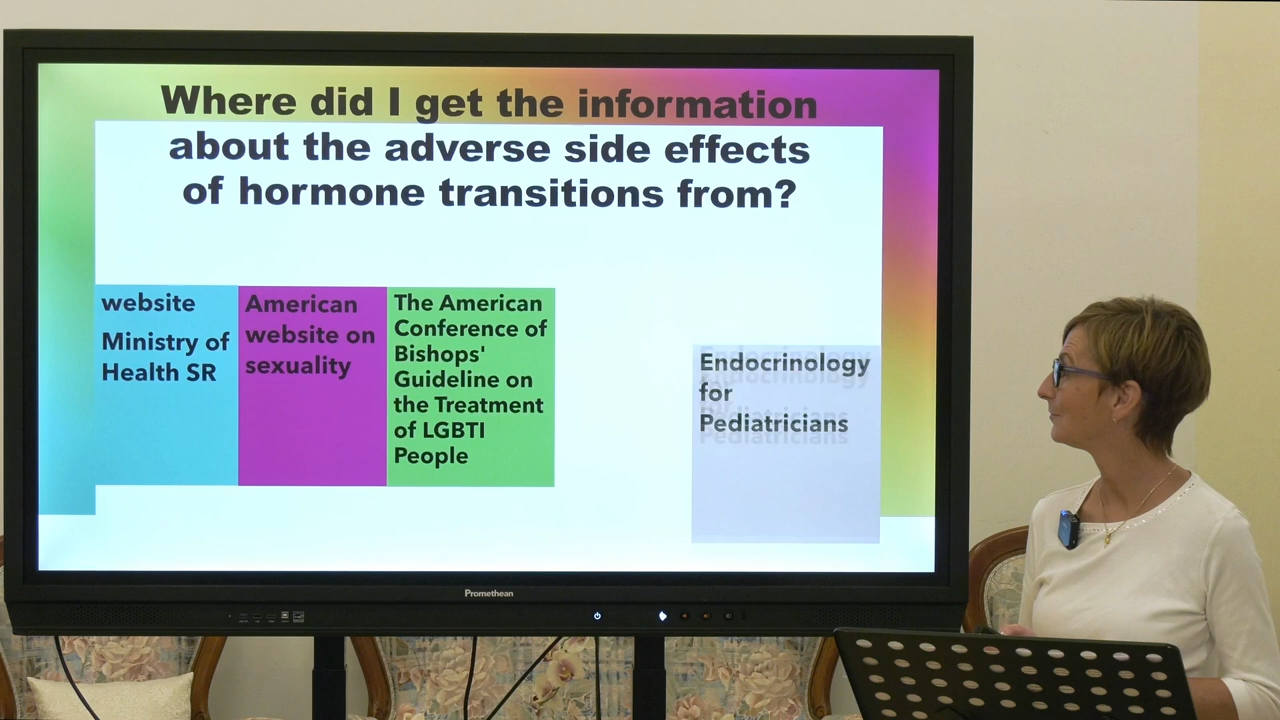 Where did I get the information
about the adverse side effects
of hormone transitions from?
website
Ministry of
Health SR
American
website on
sexuality
The American
Conference of
Bishops'
Guideline on
the Treatment
of LGBTI
People
Endocrinology
for
Pediatricians
Promethean